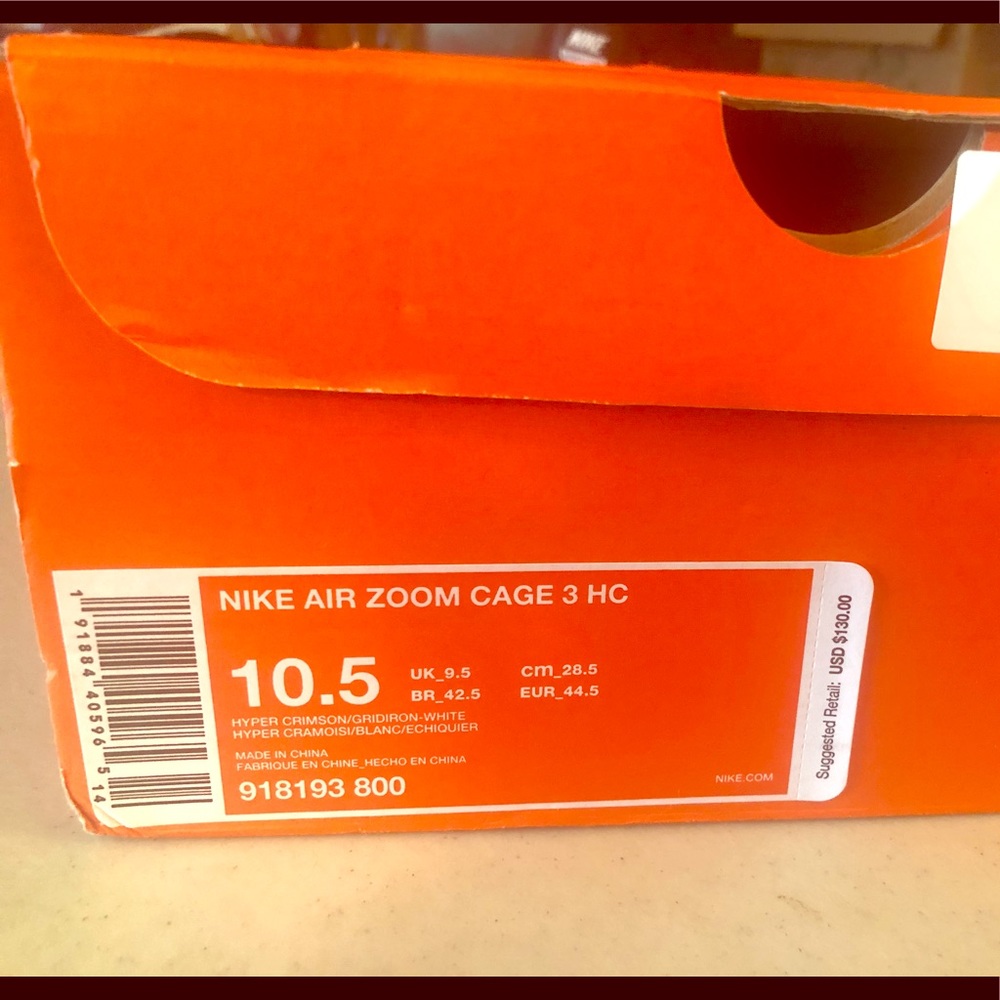 NIKE
NIKE AIR ZOOM CAGE 3 HC
10.5
UK_9.5 cm_28.5
BR_42.5 EUR_44.5
HYPER CRIMSON/GRIDIRON-WHITE
HYPER CRAMOISI/BLANC/ECHIQUIER
MADE IN CHINA
FABRIQUE EN CHINE_HECHO EN CHINA
918193 800
NIKE.COM
1 91884 40596 5 14
Suggested Retail: USD $130.00